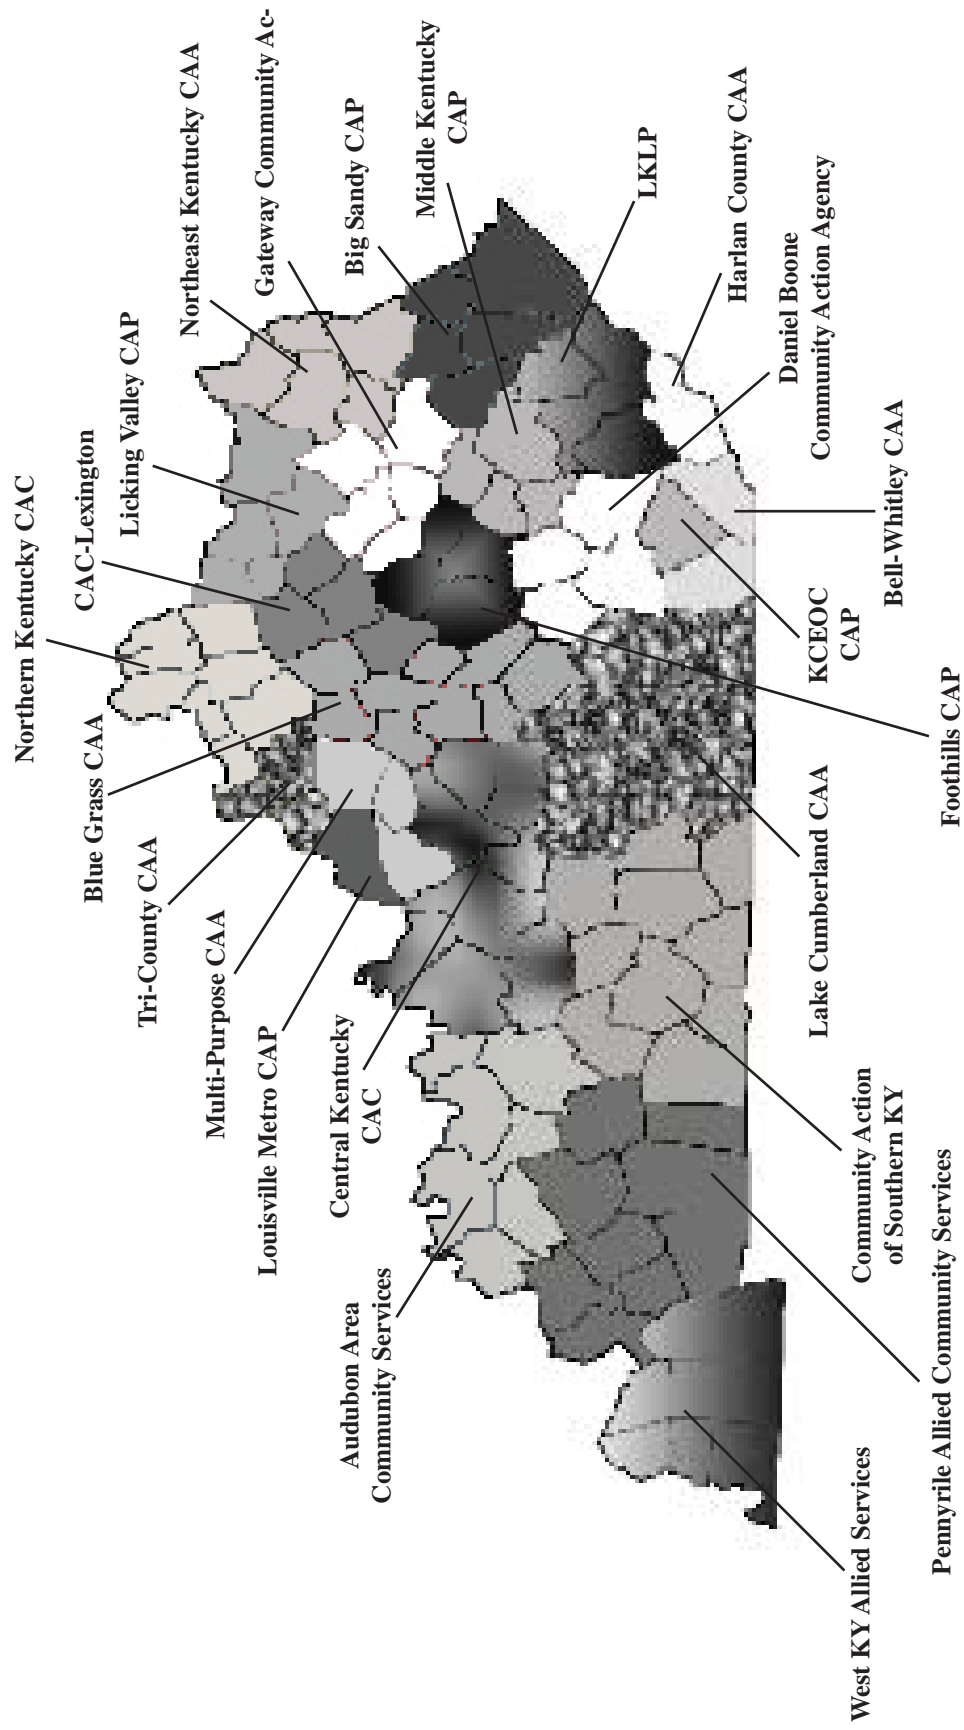 Northern Kentucky CAC
CAC-Lexington
Licking Valley CAP
Northeast Kentucky CAA
Gateway Community Ac-
Big Sandy CAP
Middle Kentucky
CAP
LKLP
Harlan County CAA
Daniel Boone
Community Action Agency
Bell-Whitley CAA
KCEOC
CAP
Foothills CAP
Lake Cumberland CAA
Community Action
of Southern KY
Pennyrile Allied Community Services
West KY Allied Services
Audubon Area
Community Services
Central Kentucky
CAC
Louisville Metro CAP
Multi-Purpose CAA
Tri-County CAA
Blue Grass CAA